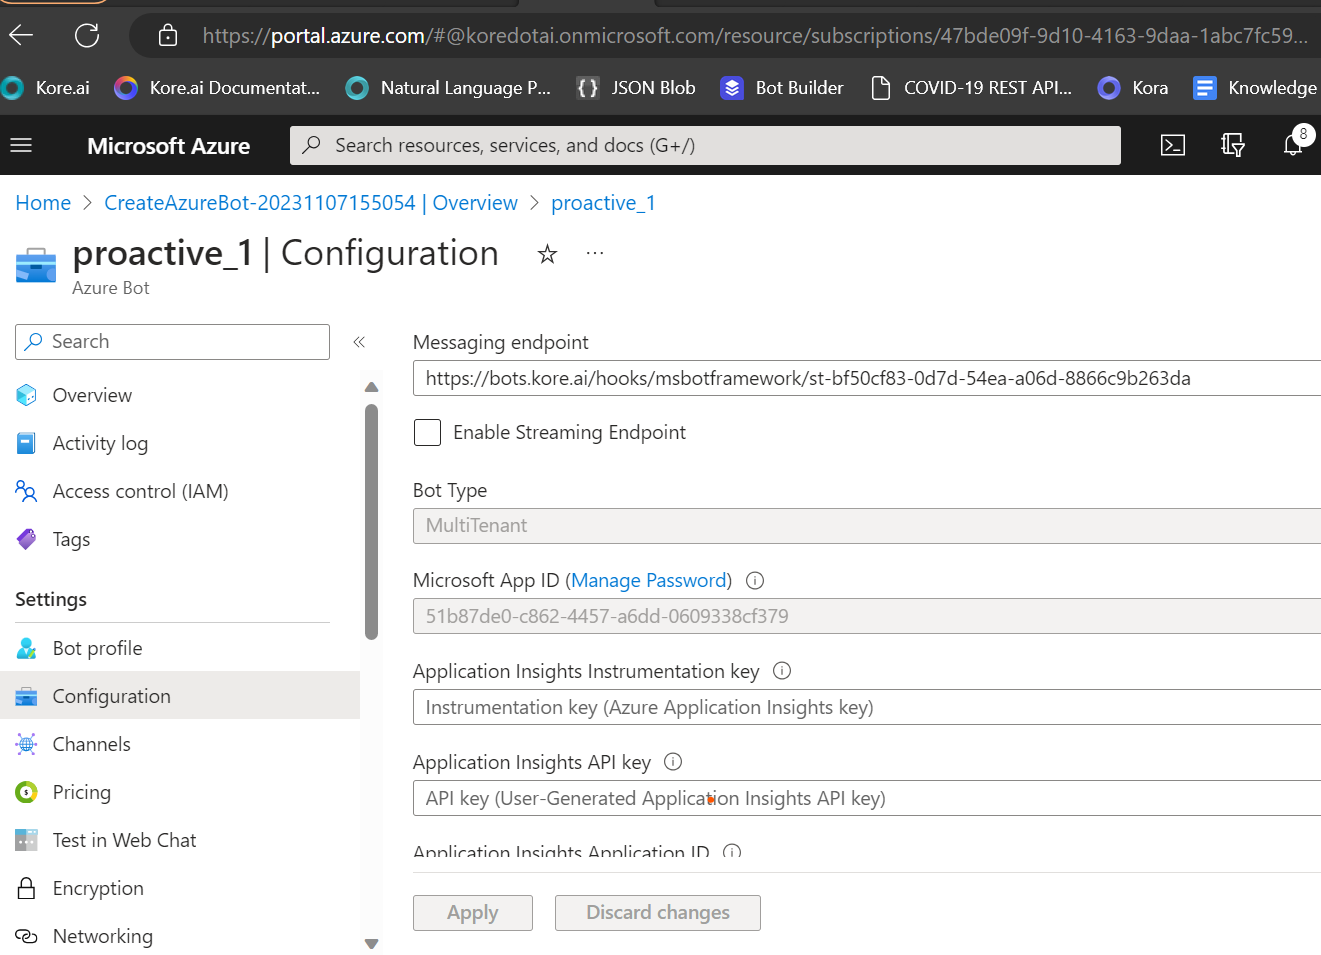 https://portal.azure.com/#@koredotai.onmicrosoft.com/resource/subscriptions/47bde09f-9d10-4163-9daa-1abc7fc59...
Kore.ai Kore.ai Documentat... Natural Language P... {} JSON Blob Bot Builder COVID-19 REST API... Kora Knowledge
Microsoft Azure Search resources, services, and docs (G+/) 8
Home > CreateAzureBot-20231107155054 | Overview > proactive_1
proactive_1 | Configuration ...
Azure Bot
Search «
Overview
Activity log
Access control (IAM)
Tags
Settings
Bot profile
Configuration
Channels
Pricing
Test in Web Chat
Encryption
Networking
Messaging endpoint
https://bots.kore.ai/hooks/msbotframework/st-bf50cf83-0d7d-54ea-a06d-8866c9b263da
Enable Streaming Endpoint
Bot Type
MultiTenant
Microsoft App ID (Manage Password)
51b87de0-c862-4457-a6dd-0609338cf379
Application Insights Instrumentation key
Instrumentation key (Azure Application Insights key)
Application Insights API key
API key (User-Generated Application Insights API key)
Application Insights Application ID
Apply Discard changes